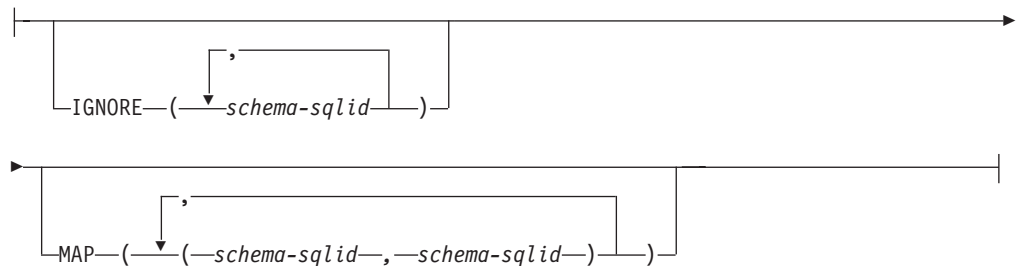 ,
IGNORE ( schema-sqlid )
,
MAP ( ( schema-sqlid , schema-sqlid ) )